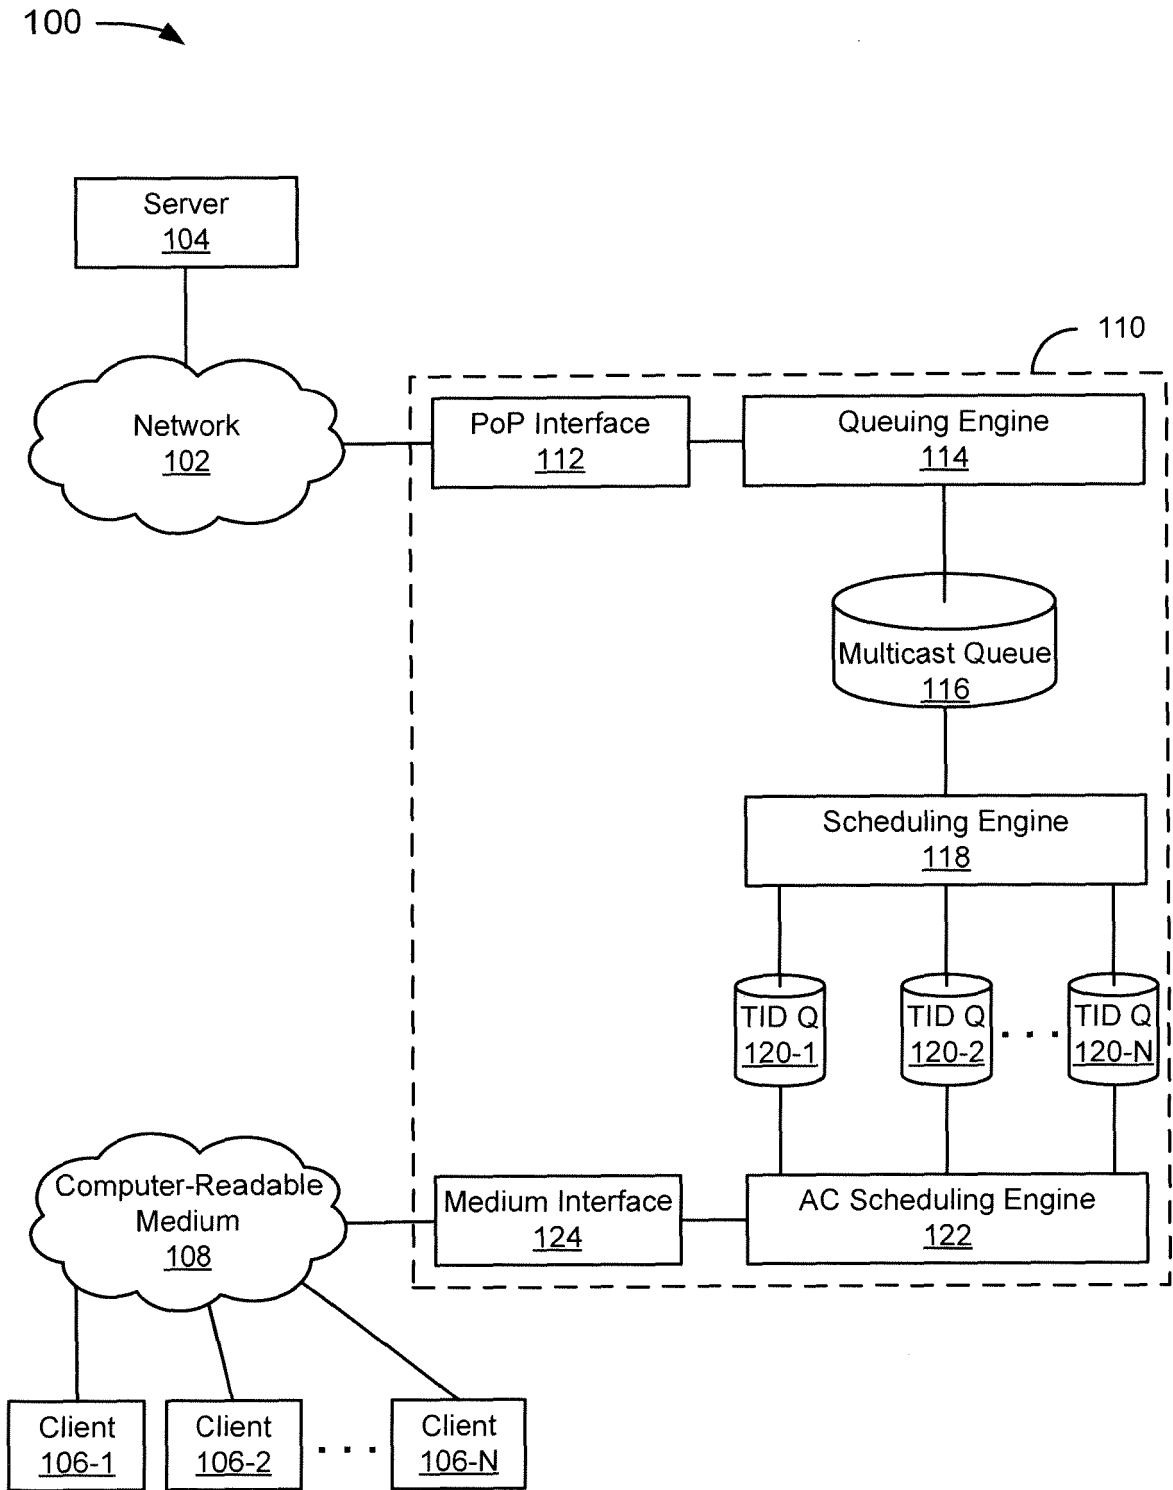 100
Server
104
110
Network
102
PoP Interface
112
Queuing Engine
114
Multicast Queue
116
Scheduling Engine
118
TID Q
120-1
TID Q
120-2
. . .
TID Q
120-N
Computer-Readable
Medium
108
Medium Interface
124
AC Scheduling Engine
122
Client
106-1
Client
106-2
. . .
Client
106-N